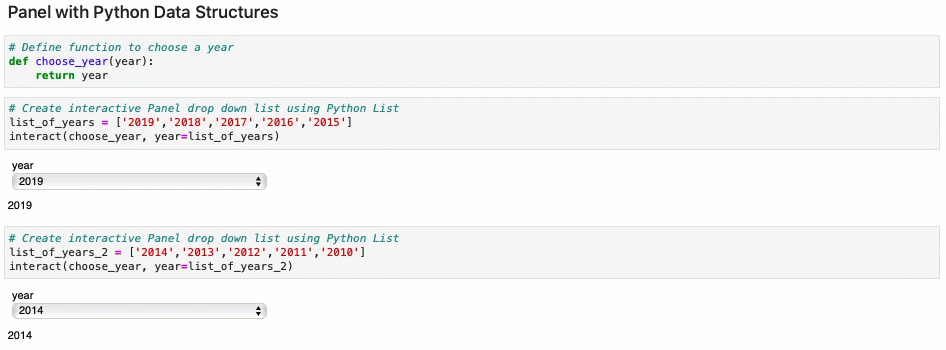 Panel with Python Data Structures
# Define function to choose a year
def choose_year(year):
    return year
# Create interactive Panel drop down list using Python List
list_of_years = ['2019','2018','2017','2016','2015']
interact(choose_year, year=list_of_years)
year
2019
2019
# Create interactive Panel drop down list using Python List
list_of_years_2 = ['2014','2013','2012','2011','2010']
interact(choose_year, year=list_of_years_2)
year
2014
2014